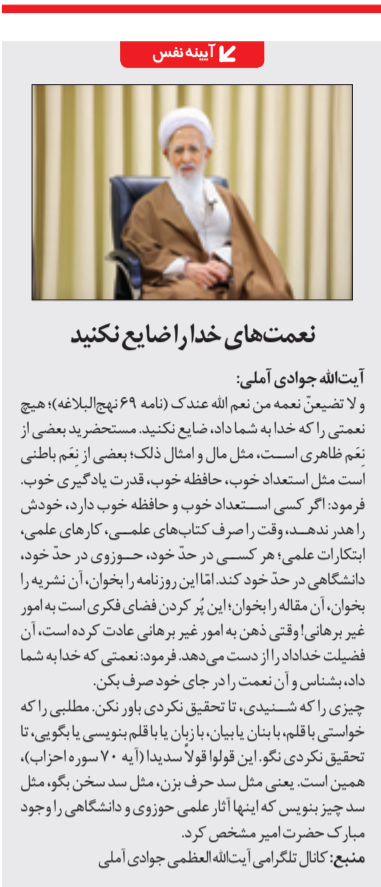 آیینه نفس
نعمت‌های خدا را ضایع نکنید
آیت‌الله جوادی آملی:
و لا تضیعنّ نعمه من نعم الله عندک (نامه ۶۹ نهج‌البلاغه)؛ هیچ
نعمتی را که خدا به شما داد، ضایع نکنید. مستحضرید بعضی از
نِعَم ظاهری است، مثل مال و امثال ذلک؛ بعضی از نِعَم باطنی
است مثل استعداد خوب، حافظه خوب، قدرت یادگیری خوب.
فرمود: اگر کسی استعداد خوب و حافظه خوب دارد، خودش
را هدر ندهد، وقت را صرف کتاب‌های علمی، کارهای علمی،
ابتکارات علمی؛ هر کسی در حدّ خود، حوزوی در حدّ خود،
دانشگاهی در حدّ خود کند. امّا این روزنامه را بخوان، آن نشریه را
بخوان، آن مقاله را بخوان؛ این پُر کردن فضای فکری است به امور
غیر برهانی! وقتی ذهن به امور غیر برهانی عادت کرده است، آن
فضیلت خداداد را از دست می‌دهد. فرمود: نعمتی که خدا به شما
داد، بشناس و آن نعمت را در جای خود صرف بکن.
چیزی را که شنیدی، تا تحقیق نکردی باور نکن. مطلبی را که
خواستی با قلم، با بنان یا بیان، با زبان یا با قلم بنویسی یا بگویی، تا
تحقیق نکردی نگو. این قولوا قولاً سدیدا (آیه ۷۰ سوره احزاب)،
همین است. یعنی مثل سد حرف بزن، مثل سد سخن بگو، مثل
سد چیز بنویس که اینها آثار علمی حوزوی و دانشگاهی را وجود
مبارک حضرت امیر مشخص کرد.
منبع: کانال تلگرامی آیت‌الله العظمی جوادی آملی